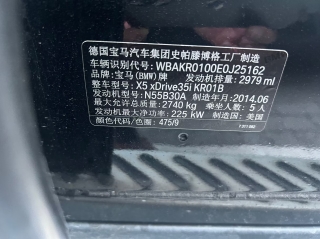 德国宝马汽车集团史帕滕博格工厂制造
车辆识别代号: WBAKR0100E0J25162
品牌: 宝马(BMW)牌 发动机排量: 2979 ml
整车型号: X5 xDrive35i KR01B
发动机型号: N55B30A 制造年月: 2014.06
最大允许总质量: 2740 kg 乘坐人数: 5 人
发动机最大净功率: 225 kW 制造国: 美国
颜色代码/色圈: 475/9